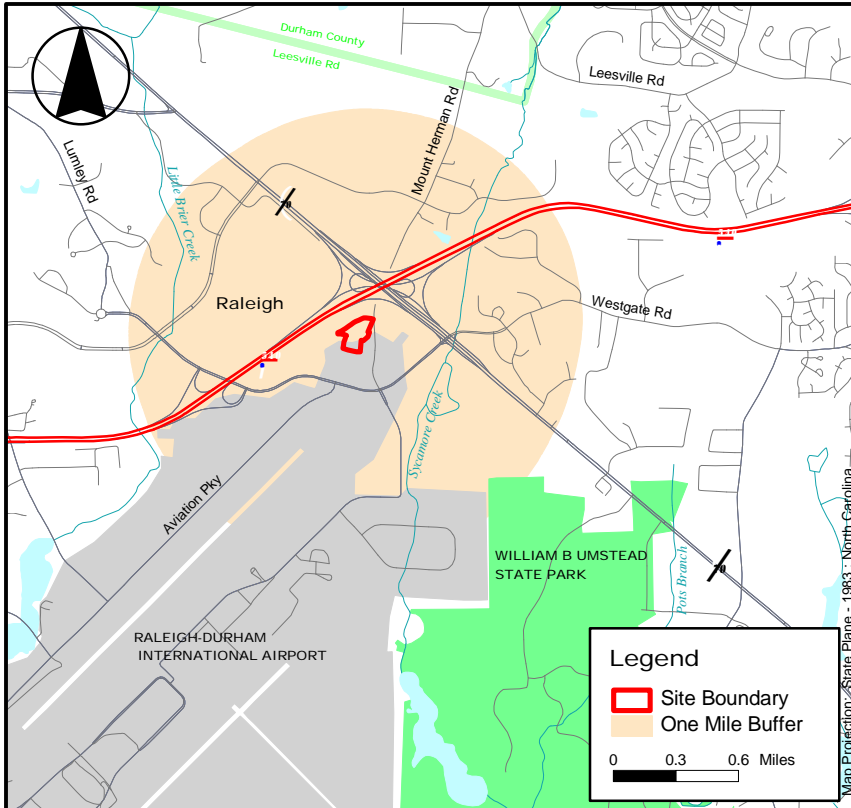 Durham County
Leesville Rd
Leesville Rd
Mount Herman Rd
Lumley Rd
Little Brier Creek
70
Raleigh
Westgate Rd
Sycamore Creek
Aviation Pky
WILLIAM B UMSTEAD
STATE PARK
Pots Branch
70
RALEIGH-DURHAM
INTERNATIONAL AIRPORT
Legend
Site Boundary
One Mile Buffer
0 0.3 0.6 Miles
Map Projection: State Plane - 1983 : North Carolina